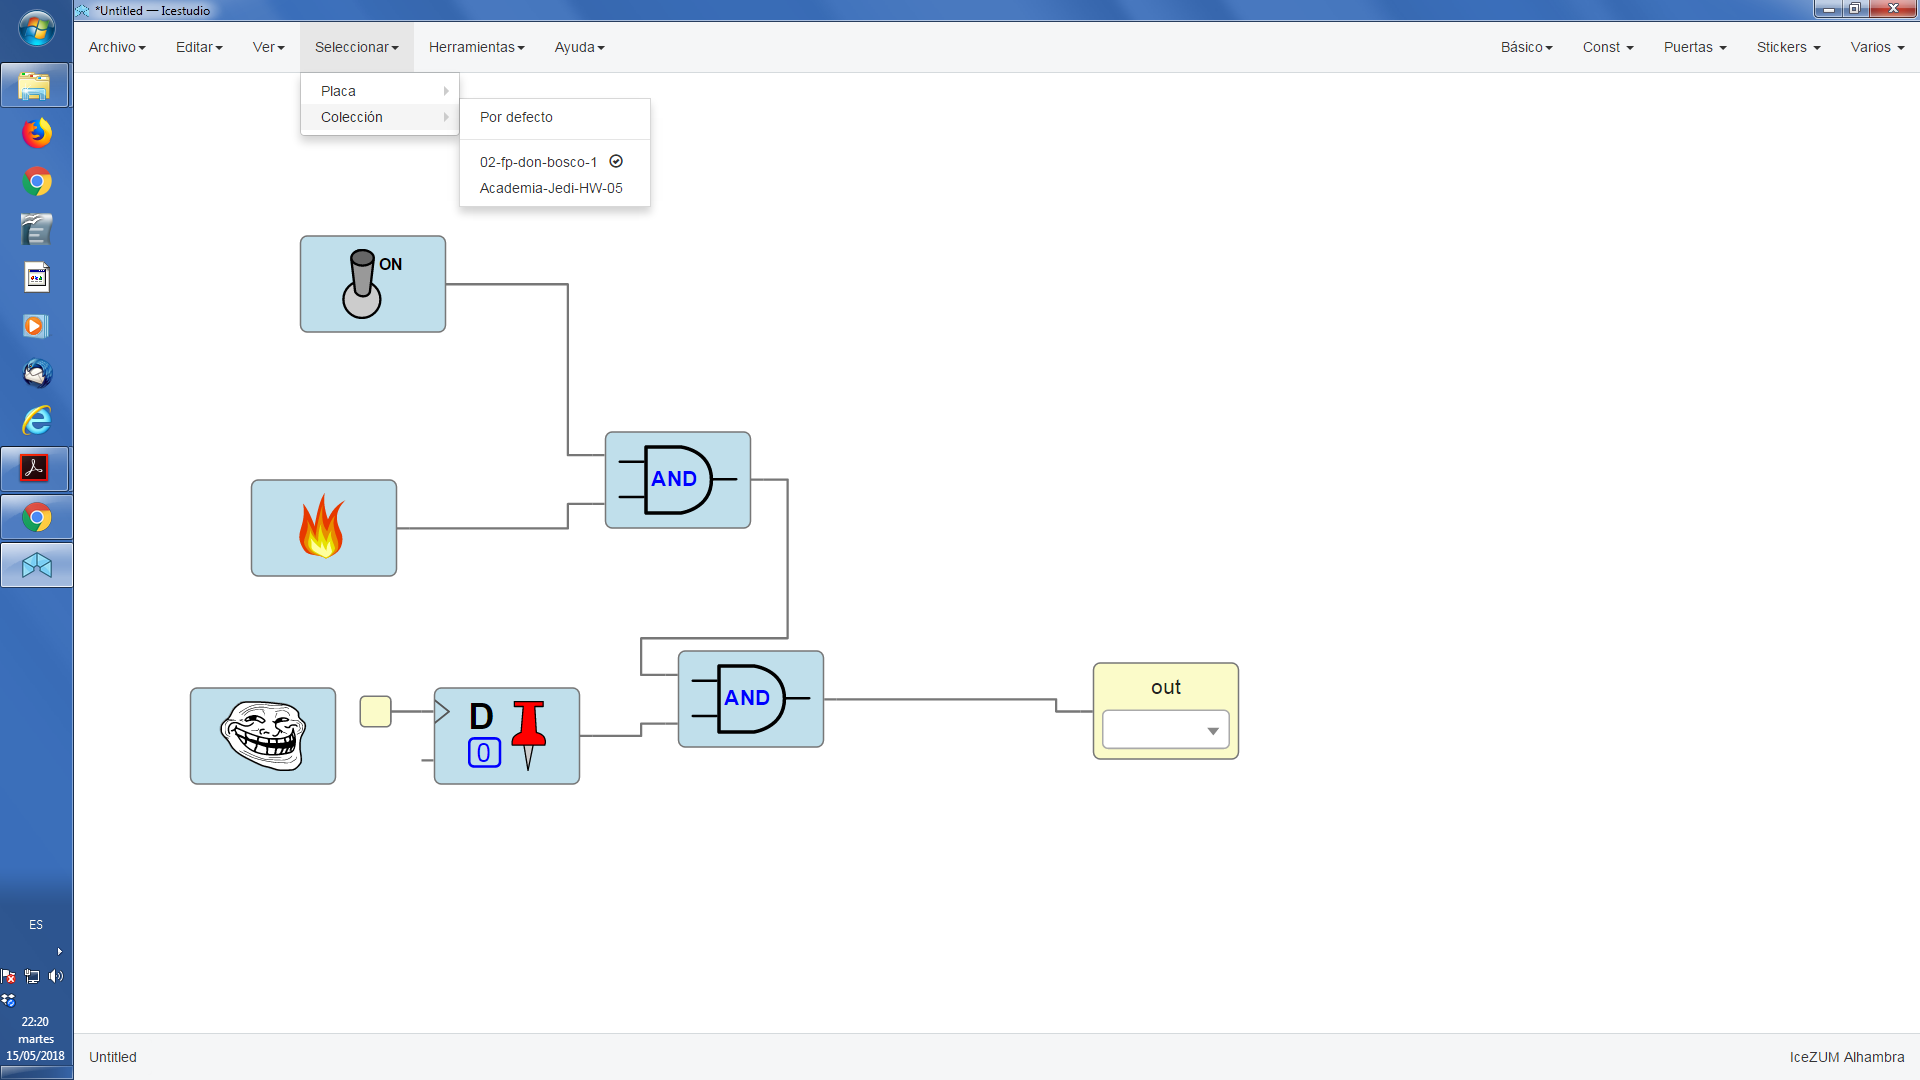 *Untitled — Icestudio
Archivo Editar Ver Seleccionar Herramientas Ayuda Básico Const Puertas Stickers Varios
Placa
Colección
Por defecto
02-fp-don-bosco-1
Academia-Jedi-HW-05
ON
AND
AND
D
0
out
ES
22:20
martes
15/05/2018
Untitled
IceZUM Alhambra